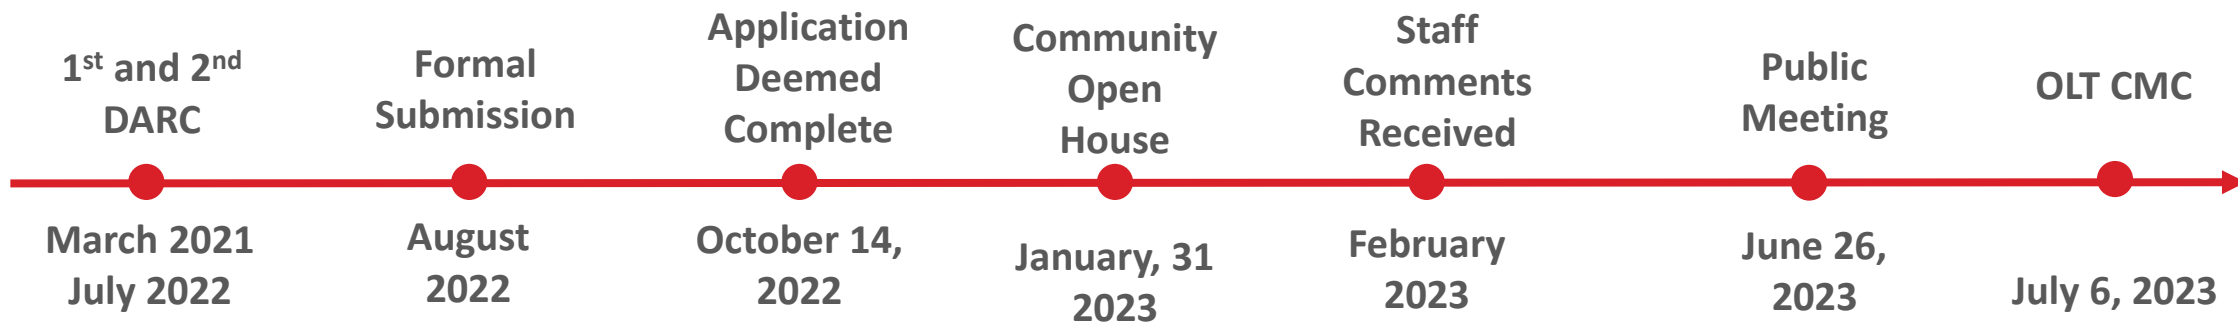 1st and 2nd
DARC
March 2021
July 2022
Formal
Submission
August
2022
Application
Deemed
Complete
October 14,
2022
Community
Open
House
January, 31
2023
Staff
Comments
Received
February
2023
Public
Meeting
June 26,
2023
OLT CMC
July 6, 2023